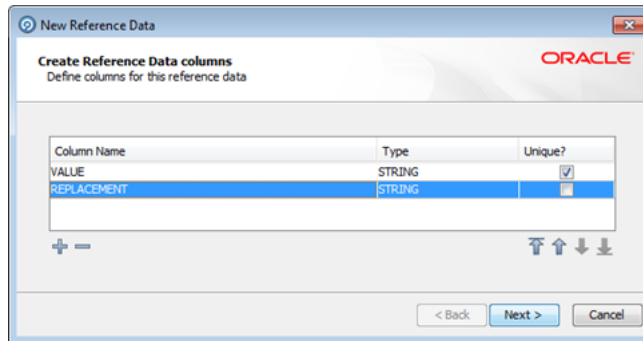 New Reference Data
Create Reference Data columns
Define columns for this reference data
ORACLE
Column Name Type Unique?
VALUE STRING
REPLACEMENT STRING
< Back Next > Cancel